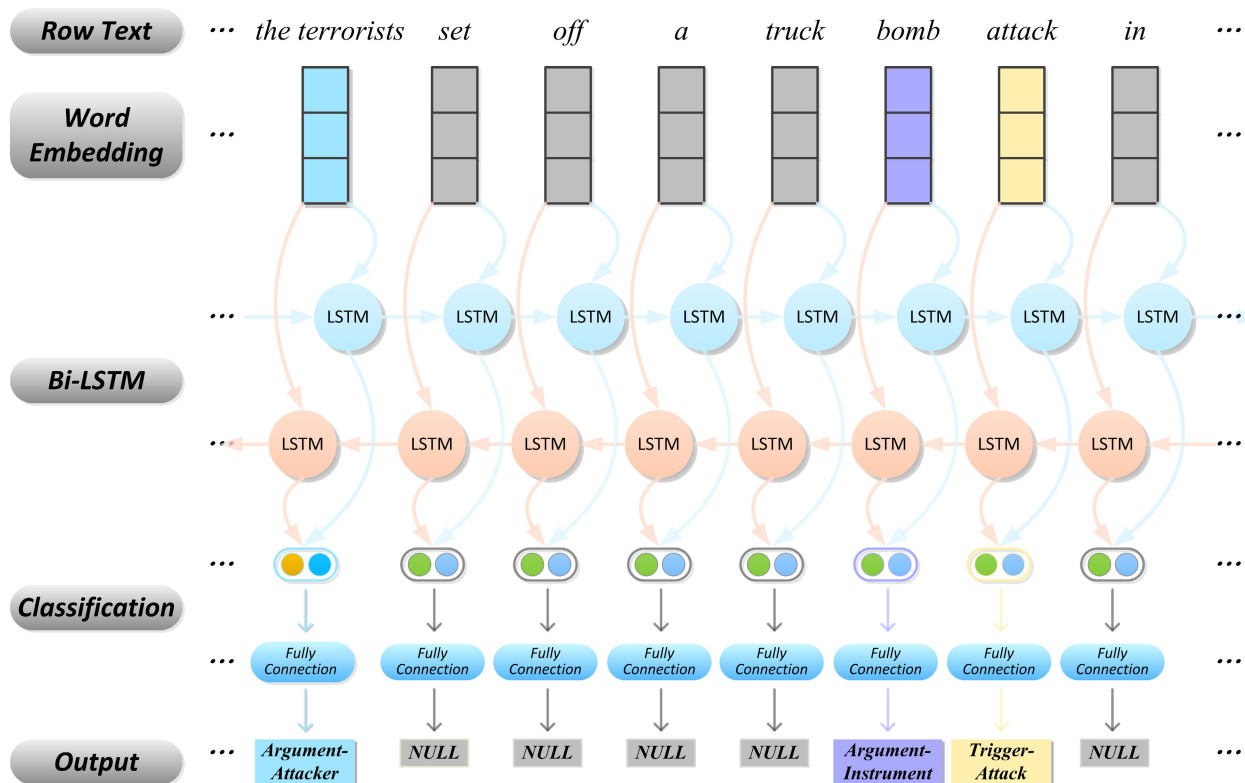 Row Text ... the terrorists set off a truck bomb attack in ...
Word
Embedding
... ...
... LSTM LSTM LSTM LSTM LSTM LSTM LSTM LSTM ...
Bi-LSTM
... LSTM LSTM LSTM LSTM LSTM LSTM LSTM LSTM ...
... ...
Classification
... Fully Fully Fully Fully Fully Fully Fully Fully ...
Connection Connection Connection Connection Connection Connection Connection Connection
Output ... Argument- NULL NULL NULL NULL Argument- Trigger- NULL ...
Attacker Instrument Attack